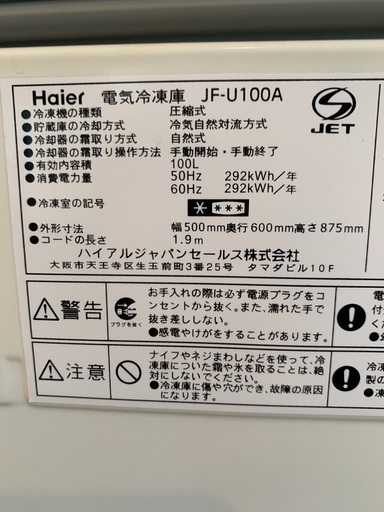 Haier 電気冷凍庫 JF-U100A
JET
●冷凍機の種類 圧縮式
●貯蔵庫の冷却方式 冷気自然対流方式
●冷却器の霜取り方式 自然式
●冷却器の霜取り操作方法 手動開始・手動終了
●有効内容積 100L
●消費電力量 50Hz 292kWh/年
60Hz 292kWh/年
●冷凍室の記号
●外形寸法 幅500mm奥行600mm高さ875mm
●コードの長さ 1.9m
ハイアルジャパンセールス株式会社
大阪市天王寺区生玉前町3番25号 タマダビル10F
警告
プラグを抜く
お手入れの際は必ず電源プラグをコ
ンセントから抜く、また濡れた手で
抜き差ししない。
●感電やけがをすることがあります。
注意
ナイフやネジまわしなどを使って、冷
凍庫についた霜や氷を取ることは、絶
対にしないでください。
●冷凍庫に傷や穴ができ、故障の原因
になります。